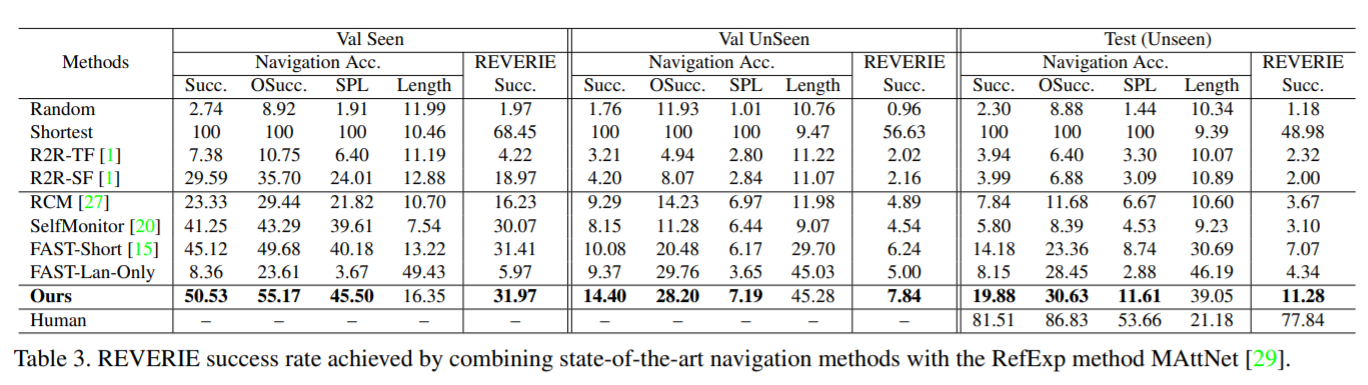 Methods Val Seen Val UnSeen Test (Unseen)
Navigation Acc. REVERIE Navigation Acc. REVERIE Navigation Acc. REVERIE
Succ. OSucc. SPL Length Succ. Succ. OSucc. SPL Length Succ. Succ. OSucc. SPL Length Succ.
Random 2.74 8.92 1.91 11.99 1.97 1.76 11.93 1.01 10.76 0.96 2.30 8.88 1.44 10.34 1.18
Shortest 100 100 100 10.46 68.45 100 100 100 9.47 56.63 100 100 100 9.39 48.98
R2R-TF [1] 7.38 10.75 6.40 11.19 4.22 3.21 4.94 2.80 11.22 2.02 3.94 6.40 3.30 10.07 2.32
R2R-SF [1] 29.59 35.70 24.01 12.88 18.97 4.20 8.07 2.84 11.07 2.16 3.99 6.88 3.09 10.89 2.00
RCM [27] 23.33 29.44 21.82 10.70 16.23 9.29 14.23 6.97 11.98 4.89 7.84 11.68 6.67 10.60 3.67
SelfMonitor [20] 41.25 43.29 39.61 7.54 30.07 8.15 11.28 6.44 9.07 4.54 5.80 8.39 4.53 9.23 3.10
FAST-Short [15] 45.12 49.68 40.18 13.22 31.41 10.08 20.48 6.17 29.70 6.24 14.18 23.36 8.74 30.69 7.07
FAST-Lan-Only 8.36 23.61 3.67 49.43 5.97 9.37 29.76 3.65 45.03 5.00 8.15 28.45 2.88 46.19 4.34
Ours 50.53 55.17 45.50 16.35 31.97 14.40 28.20 7.19 45.28 7.84 19.88 30.63 11.61 39.05 11.28
Human – – – – – – – – – – 81.51 86.83 53.66 21.18 77.84
Table 3. REVERIE success rate achieved by combining state-of-the-art navigation methods with the RefExp method MAttNet [29].